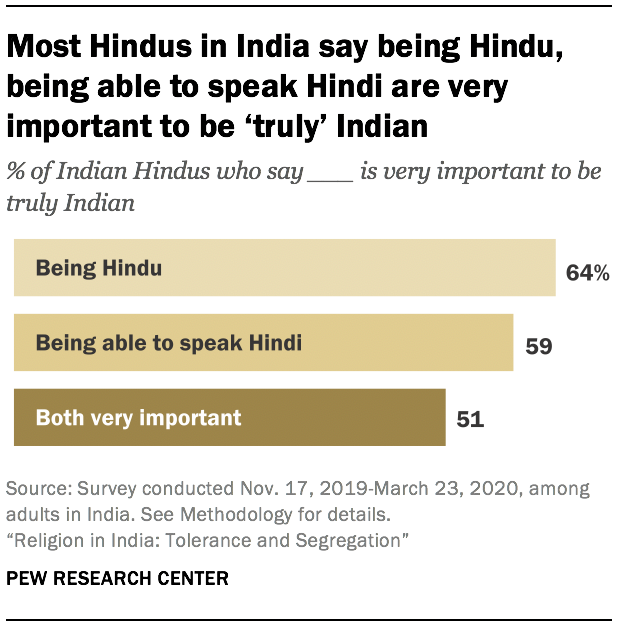 Most Hindus in India say being Hindu,
being able to speak Hindi are very
important to be ‘truly’ Indian
% of Indian Hindus who say ___ is very important to be
truly Indian
Being Hindu 64%
Being able to speak Hindi 59
Both very important 51
Source: Survey conducted Nov. 17, 2019-March 23, 2020, among
adults in India. See Methodology for details.
“Religion in India: Tolerance and Segregation”
PEW RESEARCH CENTER